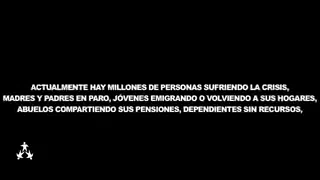 ACTUALMENTE HAY MILLONES DE PERSONAS SUFRIENDO LA CRISIS,
MADRES Y PADRES EN PARO, JÓVENES EMIGRANDO O VOLVIENDO A SUS HOGARES,
ABUELOS COMPARTIENDO SUS PENSIONES, DEPENDIENTES SIN RECURSOS,